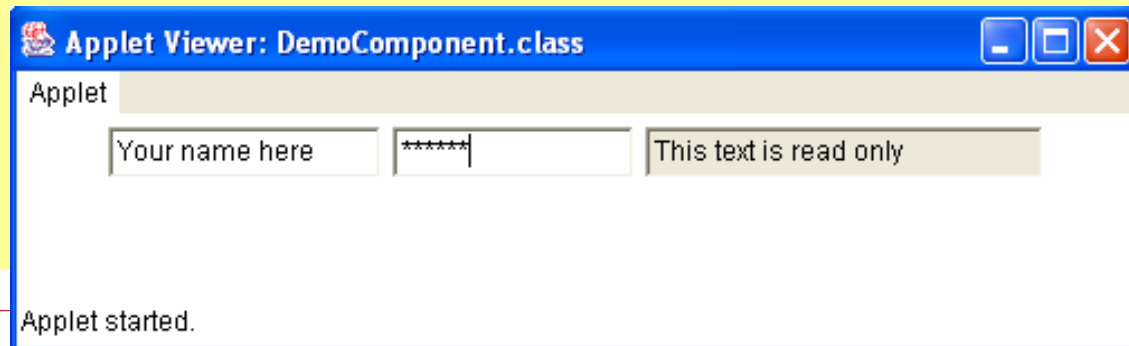 Applet Viewer: DemoComponent.class
Applet
Your name here ****** This text is read only
Applet started.